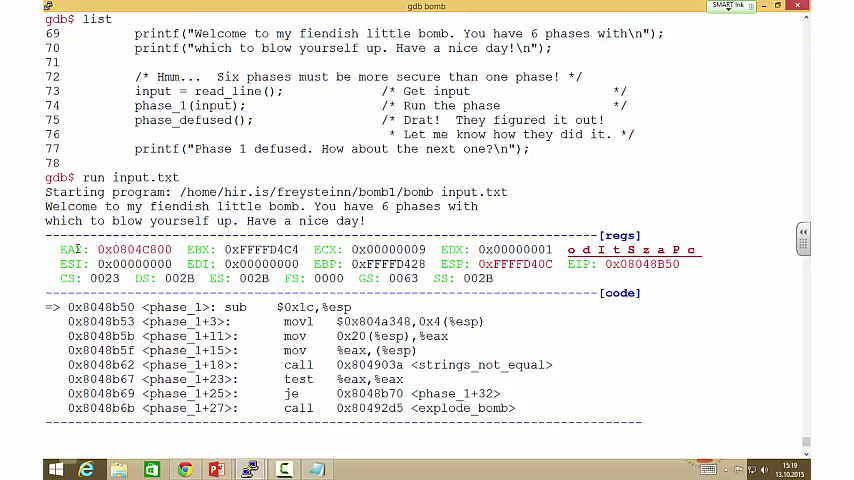 gdb bomb
SMART Ink
gdb$ list
69 printf("Welcome to my fiendish little bomb. You have 6 phases with\n");
70 printf("which to blow yourself up. Have a nice day!\n");
71
72 /* Hmm... Six phases must be more secure than one phase! */
73 input = read_line(); /* Get input */
74 phase_1(input); /* Run the phase */
75 phase_defused(); /* Drat! They figured it out!
76 * Let me know how they did it. */
77 printf("Phase 1 defused. How about the next one?\n");
78
gdb$ run input.txt
Starting program: /home/hir.is/freysteinn/bomb1/bomb input.txt
Welcome to my fiendish little bomb. You have 6 phases with
which to blow yourself up. Have a nice day!
[regs]
EAX: 0x0804C800 EBX: 0xFFFFD4C4 ECX: 0x00000009 EDX: 0x00000001 o d I t S z a P c
ESI: 0x00000000 EDI: 0x00000000 EBP: 0xFFFFD428 ESP: 0xFFFFD40C EIP: 0x08048B50
CS: 0023 DS: 002B ES: 002B FS: 0000 GS: 0063 SS: 002B
[code]
=> 0x8048b50 <phase_1>: sub $0x1c,%esp
0x8048b53 <phase_1+3>: movl $0x804a348,0x4(%esp)
0x8048b5b <phase_1+11>: mov 0x20(%esp),%eax
0x8048b5f <phase_1+15>: mov %eax,(%esp)
0x8048b62 <phase_1+18>: call 0x804903a <strings_not_equal>
0x8048b67 <phase_1+23>: test %eax,%eax
0x8048b69 <phase_1+25>: je 0x8048b70 <phase_1+32>
0x8048b6b <phase_1+27>: call 0x80492d5 <explode_bomb>
15:19
13.10.2015